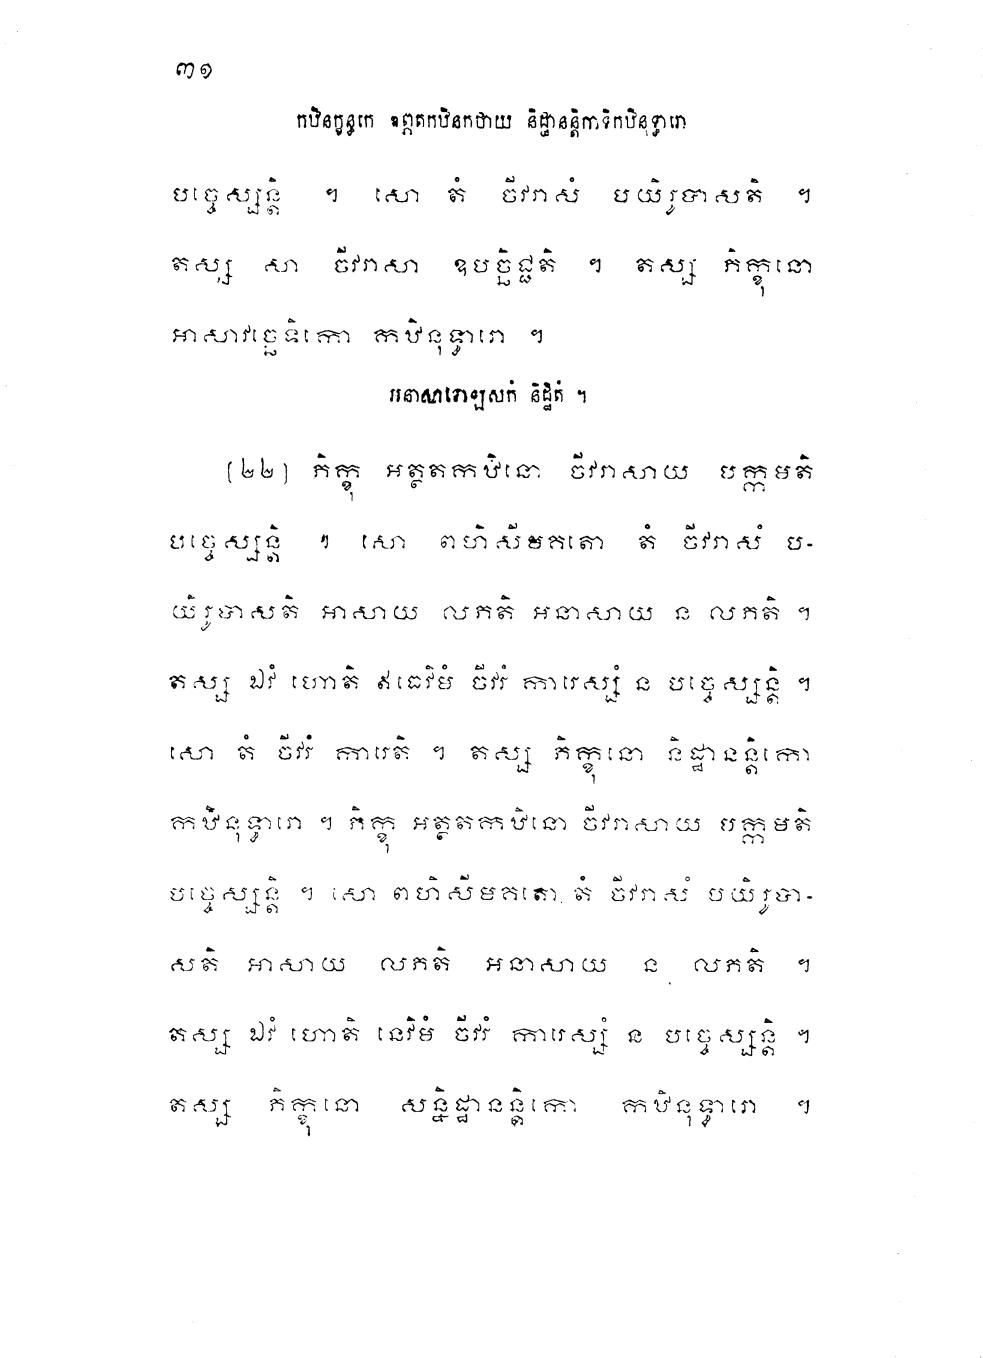 ៣១
កឋិនក្ខន្ធកេ ឧព្ភតកឋិនកថាយ និដ្ឋានន្តិកាទិកឋិនុទ្ធារោ
បច្ចេស្សន្តិ ។ សោ តំ ចីវរាសំ បយិរូបាសតិ ។
តស្ស សា ចីវរាសា ឧបច្ឆិជ្ជតិ ។ តស្ស ភិក្ខុនោ
អាសាវច្ឆេទិកោ កឋិនុទ្ធារោ ។
អនាសាទោឡសកំ និដ្ឋិតំ ។
(២២) ភិក្ខុ អត្ថតកឋិនោ ចីវរាសាយ បក្កមតិ
បច្ចេស្សន្តិ ។ សោ ពហិសីមគតោ តំ ចីវរាសំ ប-
យិរូបាសតិ អាសាយ លភតិ អនាសាយ ន លភតិ ។
តស្ស ឯវំ ហោតិ ឥធេវិមំ ចីវរំ ការេស្សំ ន បច្ចេស្សន្តិ ។
សោ តំ ចីវរំ ការេតិ ។ តស្ស ភិក្ខុនោ និដ្ឋានន្តិកោ
កឋិនុទ្ធារោ ។ ភិក្ខុ អត្ថតកឋិនោ ចីវរាសាយ បក្កមតិ
បច្ចេស្សន្តិ ។ សោ ពហិសីមគតោ តំ ចីវរាសំ បយិរូបា-
សតិ អាសាយ លភតិ អនាសាយ ន លភតិ ។
តស្ស ឯវំ ហោតិ នេវិមំ ចីវរំ ការេស្សំ ន បច្ចេស្សន្តិ ។
តស្ស ភិក្ខុនោ សន្និដ្ឋានន្តិកោ កឋិនុទ្ធារោ ។